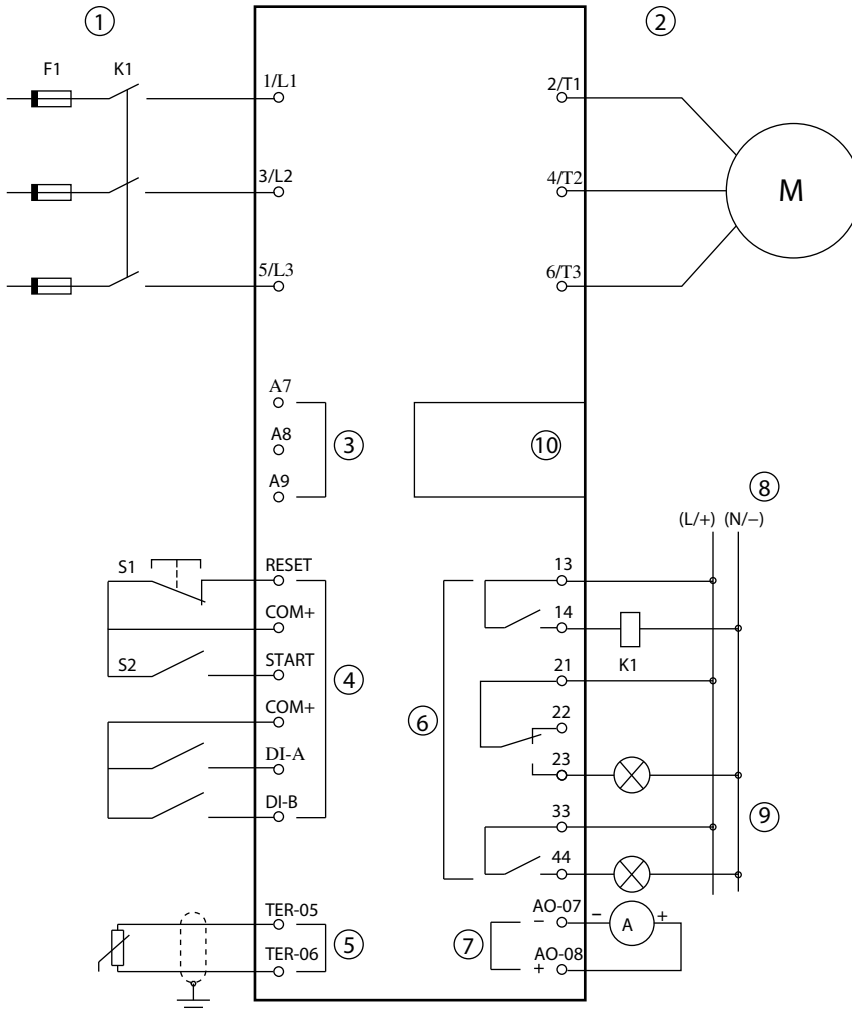 ① ②
F1 K1
1/L1 2/T1
3/L2 4/T2
M
5/L3 6/T3
A7
A8 ③ ⑩
A9
⑧
(L/+) (N/−)
S1 RESET 13
COM+ 14
S2 START K1
④ 21
COM+ 22
⑥
DI-A 23
DI-B 33
⑨
44
TER-05 AO-07 − − A +
⑤ ⑦
TER-06 AO-08
+